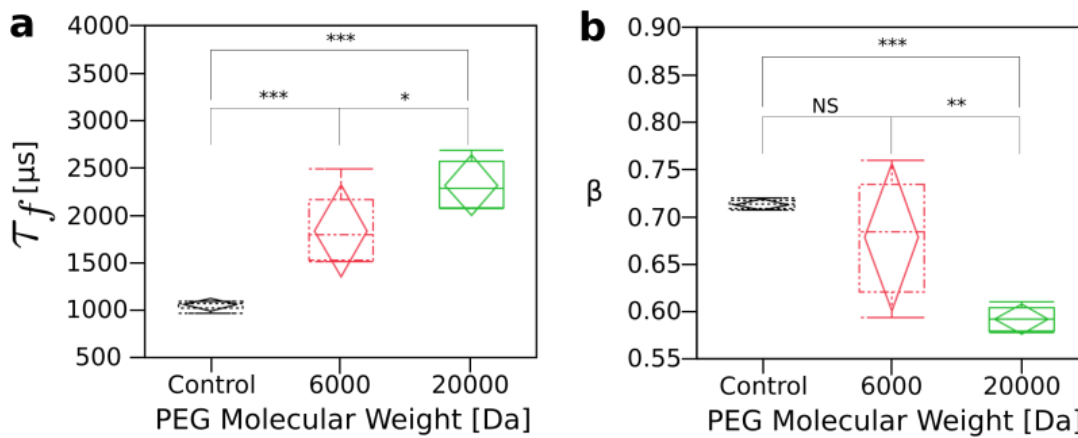 a
4000
3500
3000
2500
2000
1500
1000
500
𝒯f [µs]
***
***
*
Control
6000
20000
PEG Molecular Weight [Da]
b
0.90
0.85
0.80
0.75
0.70
0.65
0.60
0.55
β
***
NS
**
Control
6000
20000
PEG Molecular Weight [Da]